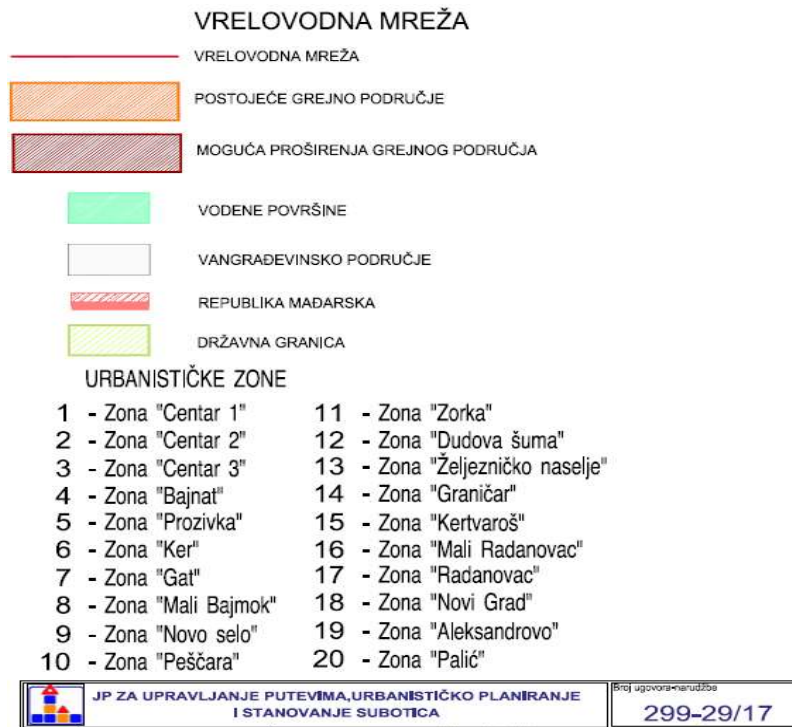 VRELOVODNA MREŽA
VRELOVODNA MREŽA
POSTOJEĆE GREJNO PODRUČJE
MOGUĆA PROŠIRENJA GREJNOG PODRUČJA
VODENE POVRŠINE
VANGRAĐEVINSKO PODRUČJE
REPUBLIKA MAĐARSKA
DRŽAVNA GRANICA
URBANISTIČKE ZONE
1 - Zona "Centar 1"
2 - Zona "Centar 2"
3 - Zona "Centar 3"
4 - Zona "Bajnat"
5 - Zona "Prozivka"
6 - Zona "Ker"
7 - Zona "Gat"
8 - Zona "Mali Bajmok"
9 - Zona "Novo selo"
10 - Zona "Peščara"
11 - Zona "Zorka"
12 - Zona "Dudova šuma"
13 - Zona "Željezničko naselje"
14 - Zona "Graničar"
15 - Zona "Kertvaroš"
16 - Zona "Mali Radanovac"
17 - Zona "Radanovac"
18 - Zona "Novi Grad"
19 - Zona "Aleksandrovo"
20 - Zona "Palić"
JP ZA UPRAVLJANJE PUTEVIMA,URBANISTIČKO PLANIRANJE
I STANOVANJE SUBOTICA
Broj ugovora-narudžba
299-29/17